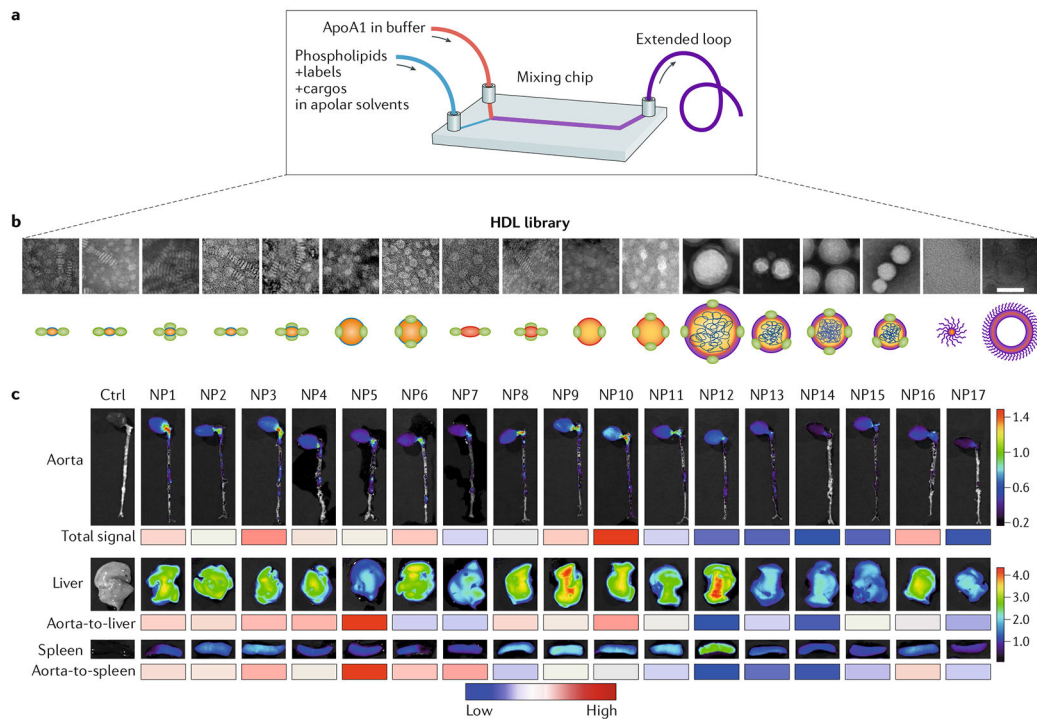 a
ApoA1 in buffer
Phospholipids
+labels
+cargos
in apolar solvents
Mixing chip
Extended loop
b
HDL library
c
Ctrl NP1 NP2 NP3 NP4 NP5 NP6 NP7 NP8 NP9 NP10 NP11 NP12 NP13 NP14 NP15 NP16 NP17
Aorta
1.4
1.0
0.6
0.2
Total signal
Liver
4.0
3.0
2.0
1.0
Aorta-to-liver
Spleen
Aorta-to-spleen
Low High